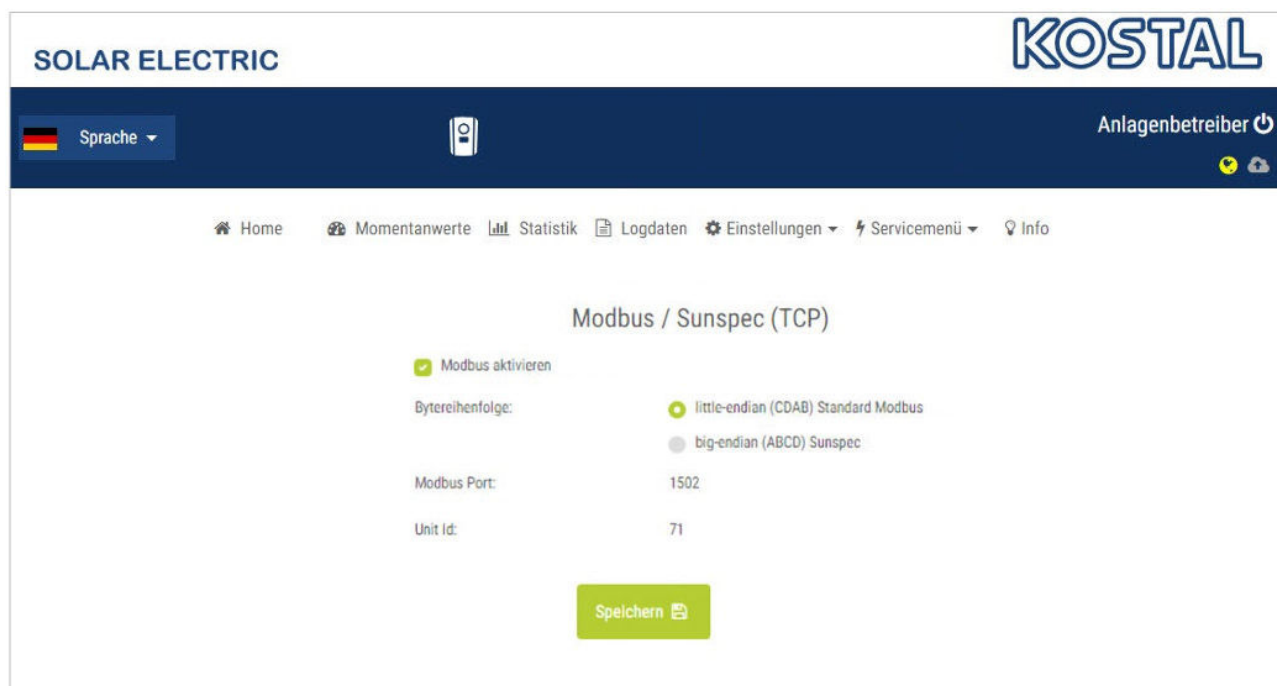 SOLAR ELECTRIC
KOSTAL
Sprache
Anlagenbetreiber
Home Momentanwerte Statistik Logdaten Einstellungen Servicemenü Info
Modbus / Sunspec (TCP)
Modbus aktivieren
Bytereihenfolge: little-endian (CDAB) Standard Modbus
big-endian (ABCD) Sunspec
Modbus Port: 1502
Unit Id: 71
Speichern